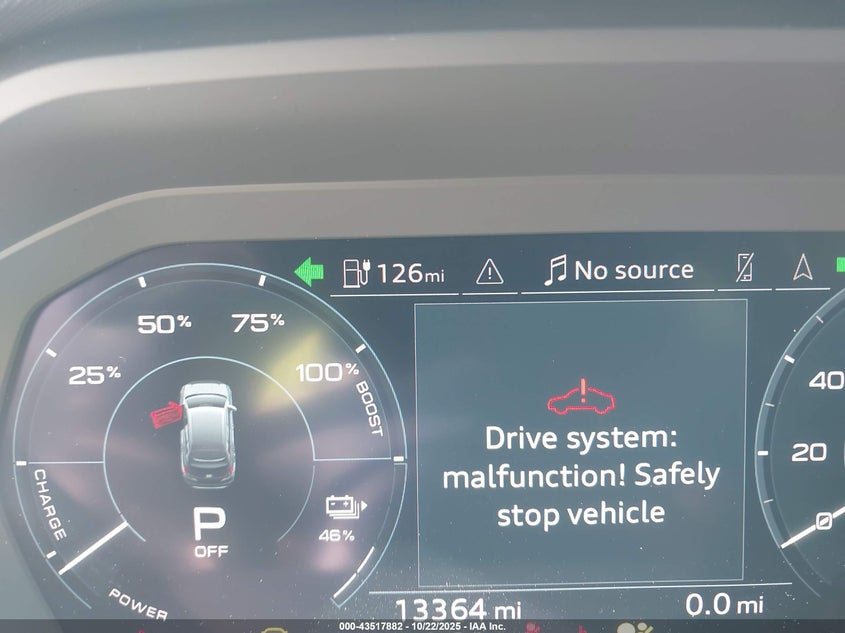 126mi
No source
50%
75%
25%
100%
BOOST
40
Drive system:
malfunction! Safely
stop vehicle
20
CHARGE
P
OFF
46%
POWER
13364 mi
0.0 mi
000-43517882 - 10/22/2025 - IAA Inc.